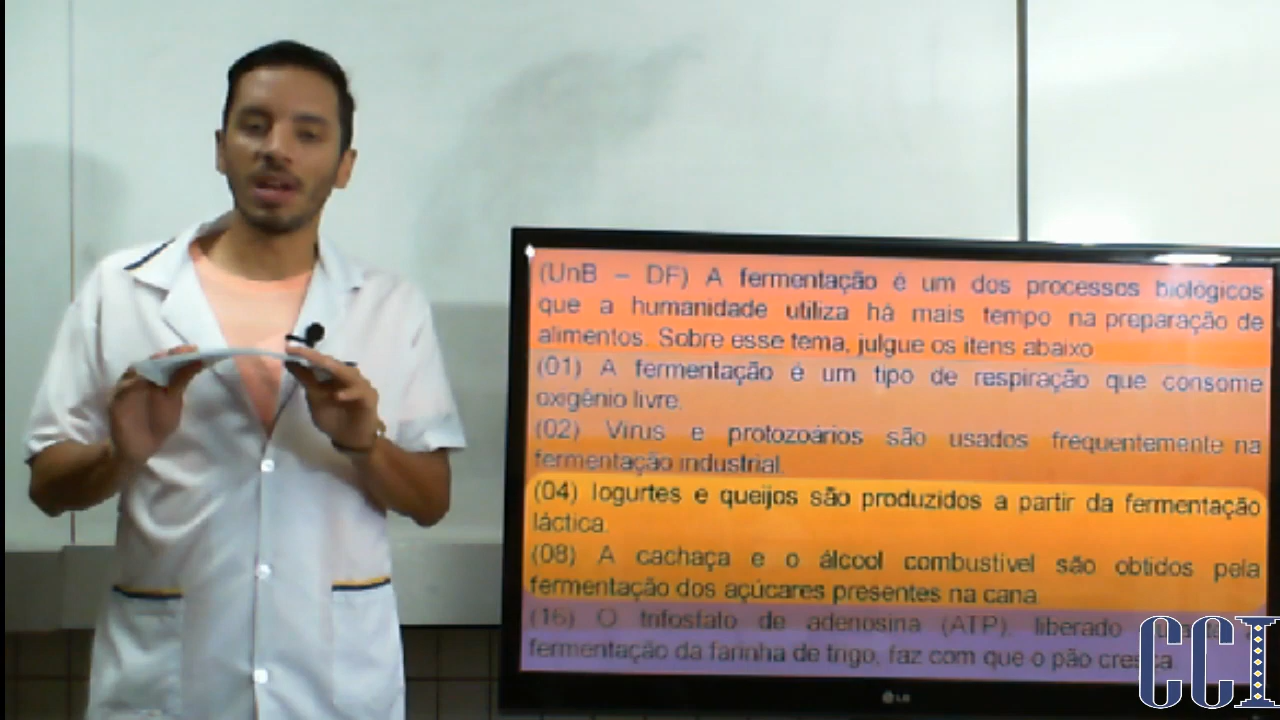 (UnB – DF) A fermentação é um dos processos biológicos
que a humanidade utiliza há mais tempo na preparação de
alimentos. Sobre esse tema, julgue os itens abaixo
(01) A fermentação é um tipo de respiração que consome
oxigênio livre.
(02) Vírus e protozoários são usados frequentemente na
fermentação industrial.
(04) Iogurtes e queijos são produzidos a partir da fermentação
láctica.
(08) A cachaça e o álcool combustível são obtidos pela
fermentação dos açúcares presentes na cana
(16) O trifosfato de adenosina (ATP), liberado
fermentação da farinha de trigo, faz com que o pão cresça.
LG
CCI